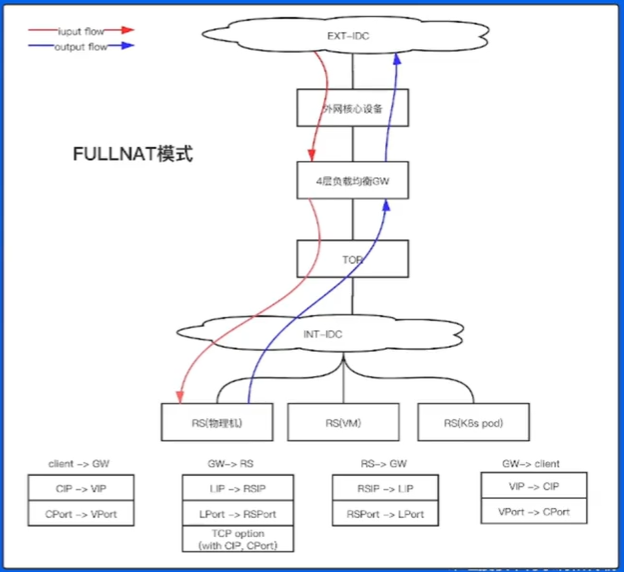 iuput flow
output flow
EXT-IDC
外网核心设备
FULLNAT模式
4层负载均衡GW
TOR
INT-IDC
RS(物理机)
RS(VM)
RS(K8s pod)
client -> GW
CIP -> VIP
CPort -> VPort
GW-> RS
LIP -> RSIP
LPort -> RSPort
TCP option
(with CIP, CPort)
RS-> GW
RSIP -> LIP
RSPort -> LPort
GW-> client
VIP -> CIP
VPort -> CPort